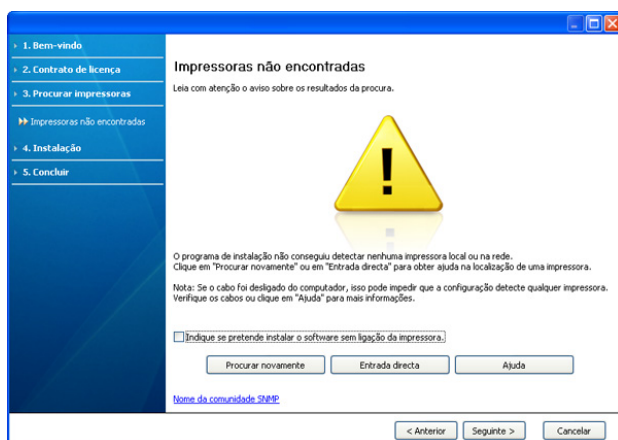 1. Bem-vindo
2. Contrato de licença
3. Procurar impressoras
Impressoras não encontradas
4. Instalação
5. Concluir
Impressoras não encontradas
Leia com atenção o aviso sobre os resultados da procura.
O programa de instalação não conseguiu detectar nenhuma impressora local ou na rede.
Clique em "Procurar novamente" ou em "Entrada directa" para obter ajuda na localização de uma impressora.
Nota: Se o cabo foi desligado do computador, isso pode impedir que a configuração detecte qualquer impressora.
Verifique os cabos ou clique em "Ajuda" para mais informações.
Indique se pretende instalar o software sem ligação da impressora.
Procurar novamente
Entrada directa
Ajuda
Nome da comunidade SNMP
< Anterior
Seguinte >
Cancelar